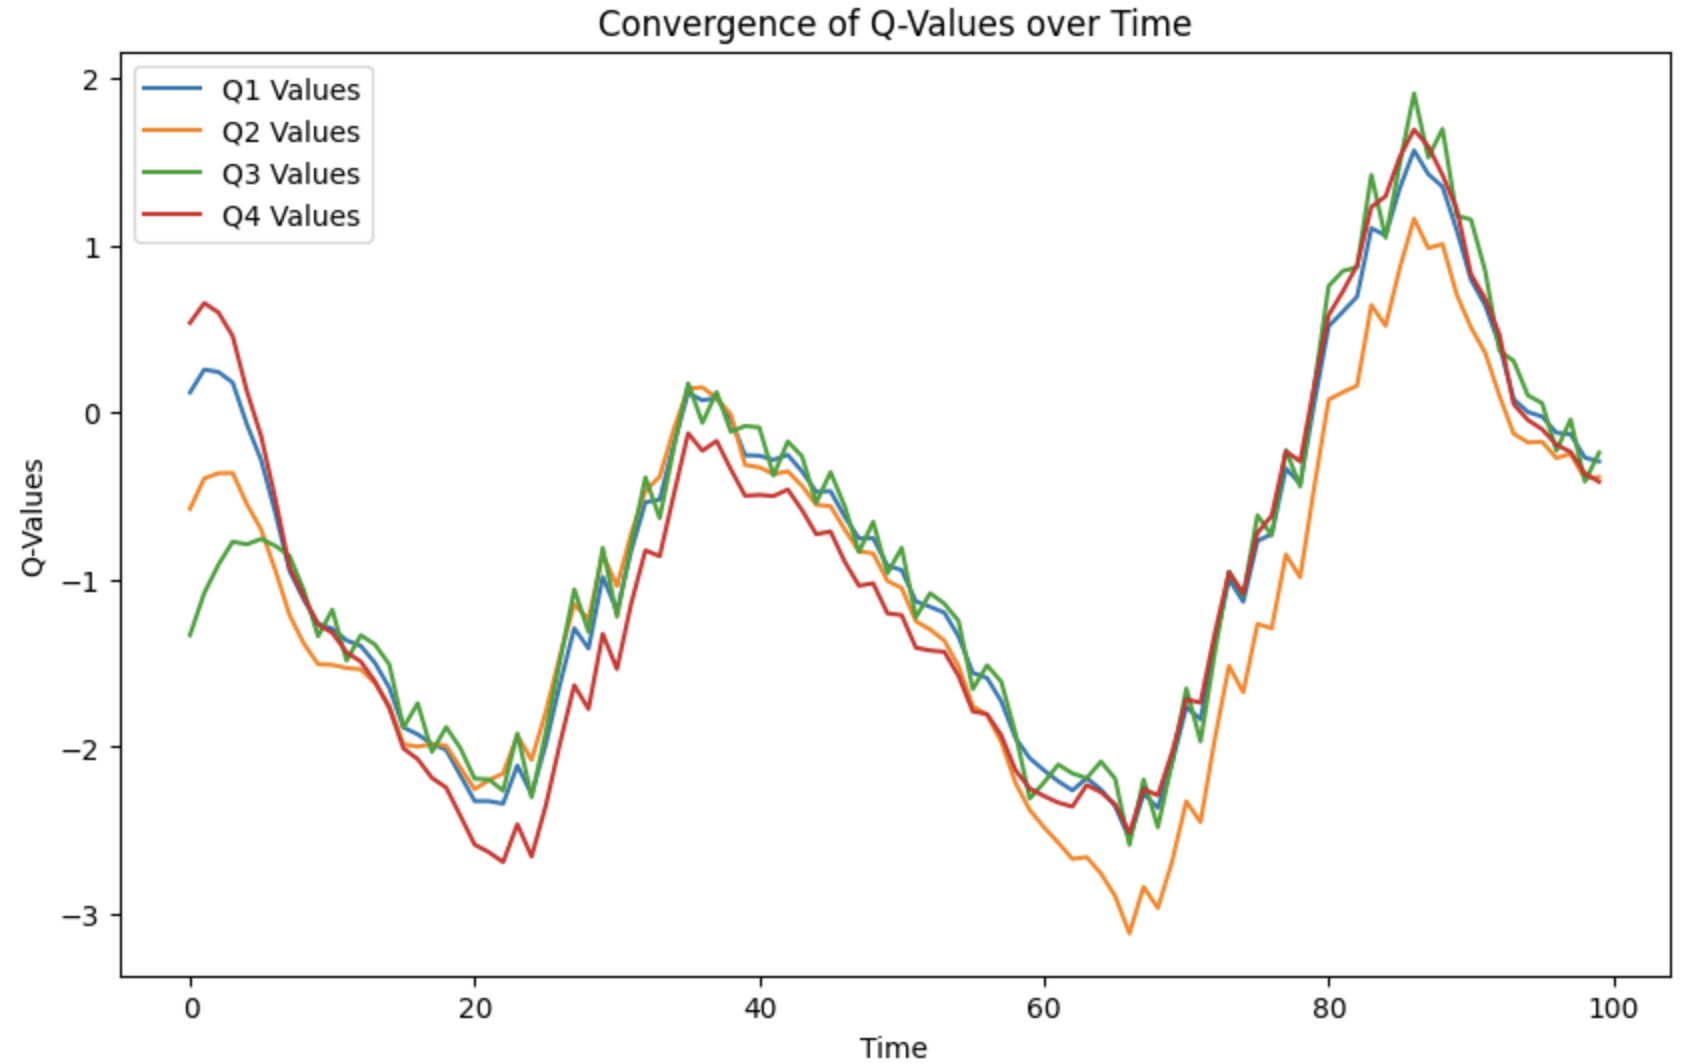 Convergence of Q-Values over Time
Q1 Values
Q2 Values
Q3 Values
Q4 Values
2
1
0
−1
−2
−3
Q-Values
0 20 40 60 80 100
Time